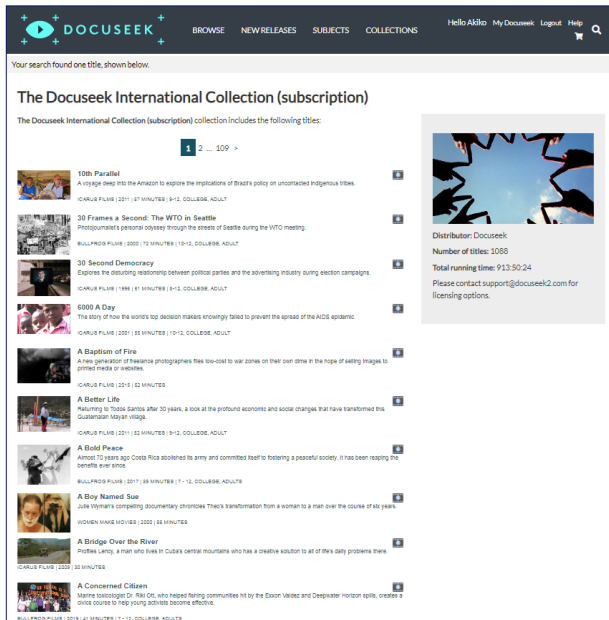 DOCUSEEK
BROWSE NEW RELEASES SUBJECTS COLLECTIONS
Hello Akiko My Docuseek Logout Help
Your search found one title, shown below.
The Docuseek International Collection (subscription)
The Docuseek International Collection (subscription) collection includes the following titles:
1 2 ... 109 >
10th Parallel
A voyage deep into the Amazon to explore the implications of Brazil's policy on uncontacted indigenous tribes.
ICARUS FILMS | 2011 | 57 MINUTES | 9-12, COLLEGE, ADULT
30 Frames a Second: The WTO in Seattle
Photojournalist's personal odyssey through the streets of Seattle during the WTO meeting.
BULLFROG FILMS | 2000 | 72 MINUTES | 10-12, COLLEGE, ADULT
30 Second Democracy
Explores the disturbing relationship between political parties and the advertising industry during election campaigns.
ICARUS FILMS | 1996 | 51 MINUTES | 9-12, COLLEGE, ADULT
6000 A Day
The story of how the world's top decision makers knowingly failed to prevent the spread of the AIDS epidemic.
ICARUS FILMS | 2001 | 55 MINUTES | 10-12, COLLEGE, ADULT
A Baptism of Fire
A new generation of freelance photographers flies low-cost to war zones on their own dime in the hope of selling images to
printed media or websites.
ICARUS FILMS | 2015 | 52 MINUTES
A Better Life
Returning to Todos Santos after 30 years, a look at the profound economic and social changes that have transformed this
Guatemalan Mayan village.
ICARUS FILMS | 2011 | 52 MINUTES | 9-12, COLLEGE, ADULT
A Bold Peace
Almost 70 years ago Costa Rica abolished its army and committed itself to fostering a peaceful society. It has been reaping the
benefits ever since.
BULLFROG FILMS | 2017 | MINUTES | 7 - 12, COLLEGE, ADULTS
A Boy Named Sue
Julie Wyman's compelling documentary chronicles Theo's transformation from a woman to a man over the course of six years.
WOMEN MAKE MOVIES | 2000 | MINUTES
A Bridge Over the River
Profiles Lency, a man who lives in Cuba's central mountains who has a creative solution to all of life's daily problems there.
ICARUS FILMS | 2009 | 30 MINUTES
A Concerned Citizen
Marine toxicologist Dr. Riki Ott, who helped fishing communities hit by the Exxon Valdez and Deepwater Horizon spills, creates a
civics course to help young activists become effective.
BULLFROG FILMS | 2019 | 41 MINUTES | 7 - 12, COLLEGE, ADULTS
Distributor: Docuseek
Number of titles: 1088
Total running time: 913:50:24
Please contact support@docuseek2.com for
licensing options.